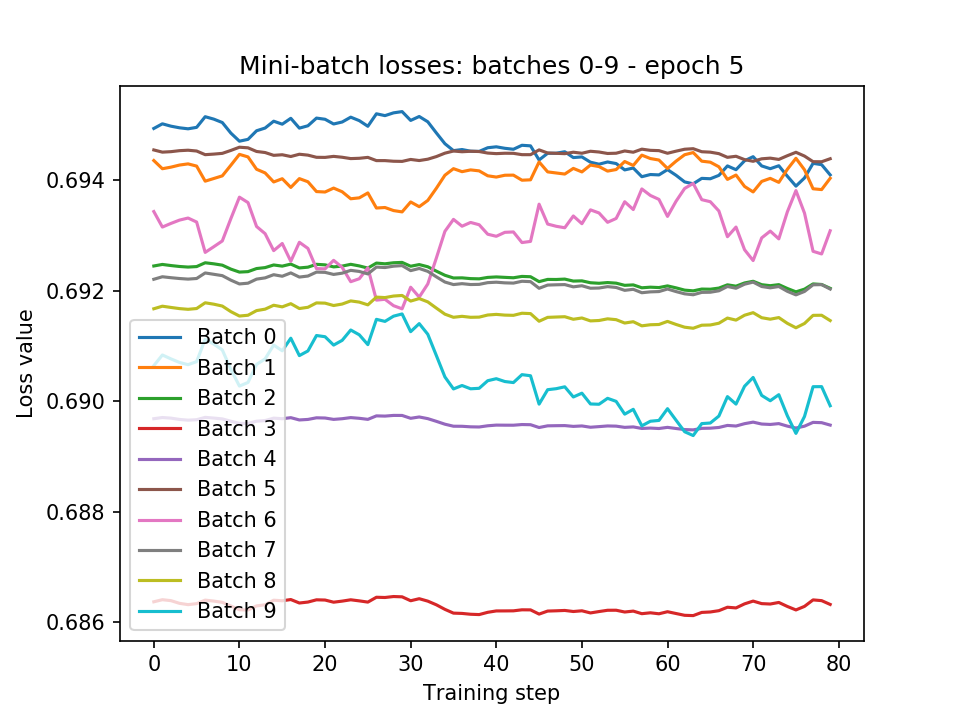 Mini-batch losses: batches 0-9 - epoch 5
Loss value
0.694
0.692
0.690
0.688
0.686
Batch 0
Batch 1
Batch 2
Batch 3
Batch 4
Batch 5
Batch 6
Batch 7
Batch 8
Batch 9
0 10 20 30 40 50 60 70 80
Training step